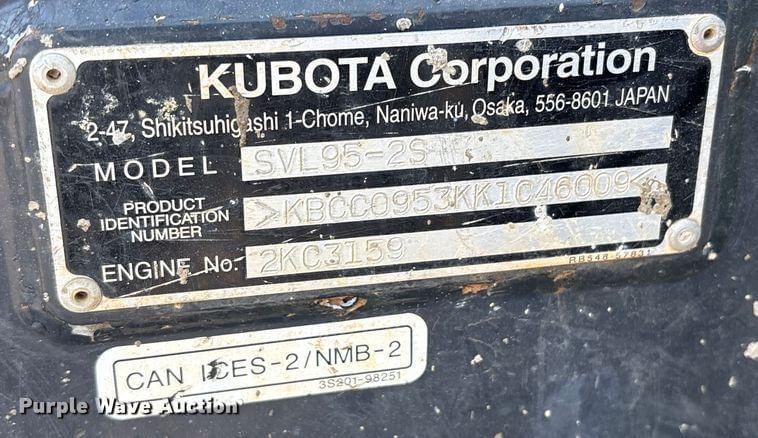 KUBOTA Corporation
2-47, Shikitsuhigashi 1-Chome, Naniwa-ku, Osaka, 556-8601 JAPAN
MODEL SVL95-2S
PRODUCT IDENTIFICATION NUMBER >KBCC0953KK1C46009<
ENGINE No. 2KC3159
RB548-57831
CAN ICES-2/NMB-2
3S201-98251
Purple Wave Auction